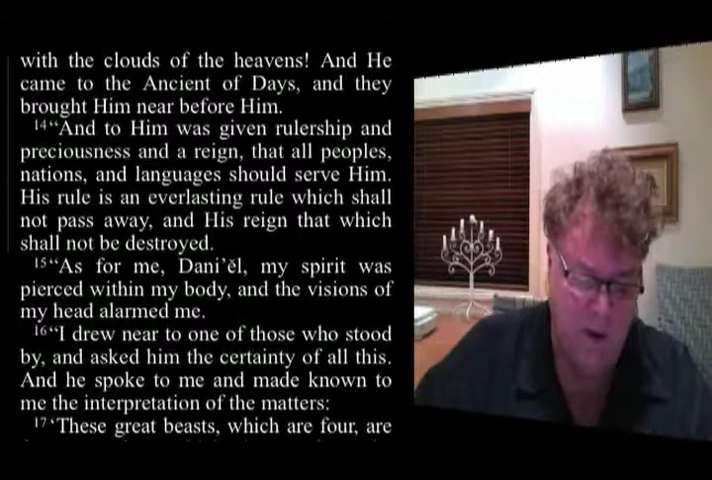 with the clouds of the heavens! And He
came to the Ancient of Days, and they
brought Him near before Him.
14“And to Him was given rulership and
preciousness and a reign, that all peoples,
nations, and languages should serve Him.
His rule is an everlasting rule which shall
not pass away, and His reign that which
shall not be destroyed.
15“As for me, Dani’ĕl, my spirit was
pierced within my body, and the visions of
my head alarmed me.
16“I drew near to one of those who stood
by, and asked him the certainty of all this.
And he spoke to me and made known to
me the interpretation of the matters:
17‘These great beasts, which are four, are